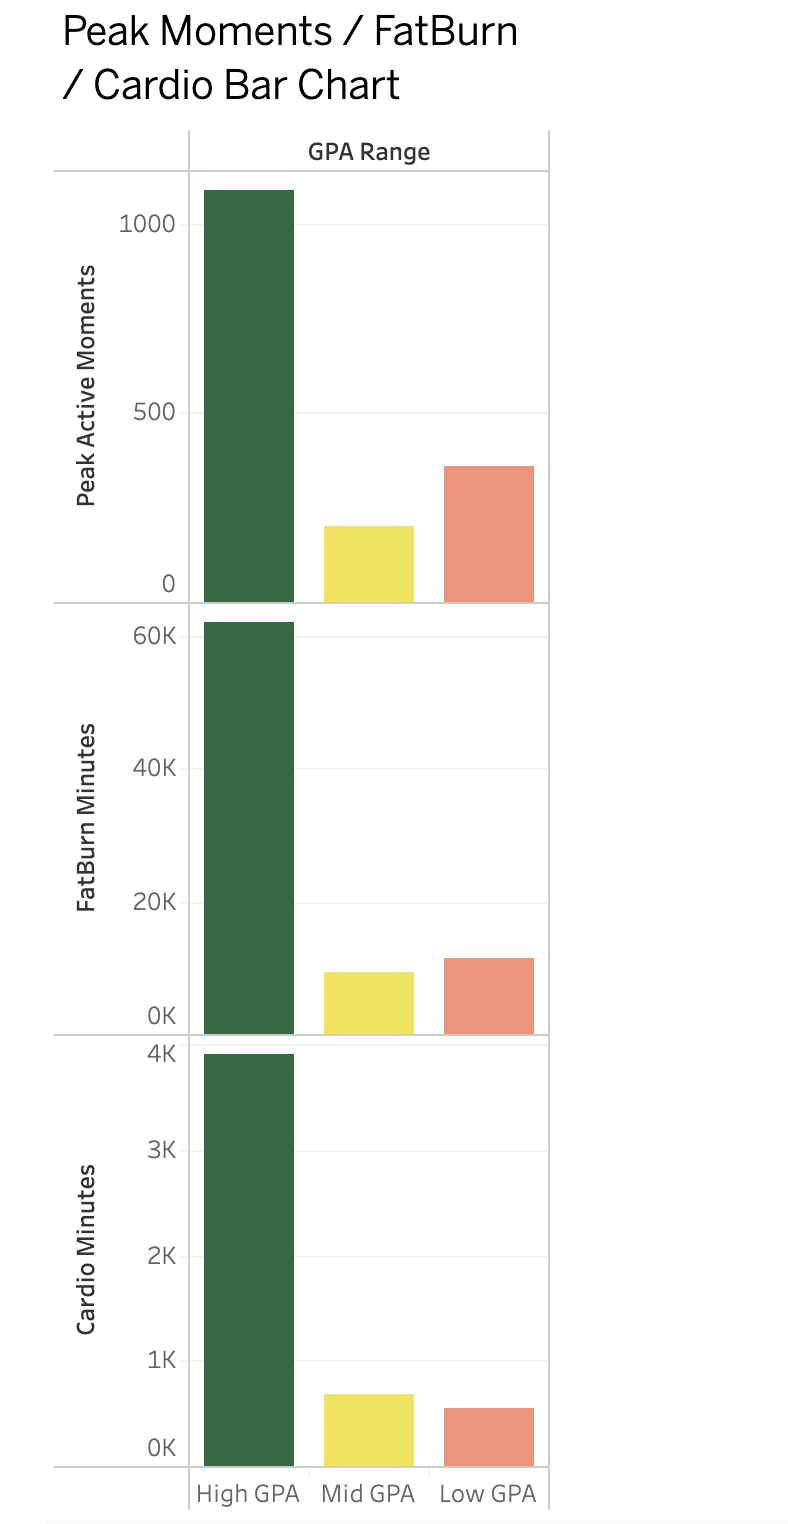 Peak Moments / FatBurn
/ Cardio Bar Chart
GPA Range
Peak Active Moments
1000
500
0
FatBurn Minutes
60K
40K
20K
0K
Cardio Minutes
4K
3K
2K
1K
0K
High GPA
Mid GPA
Low GPA